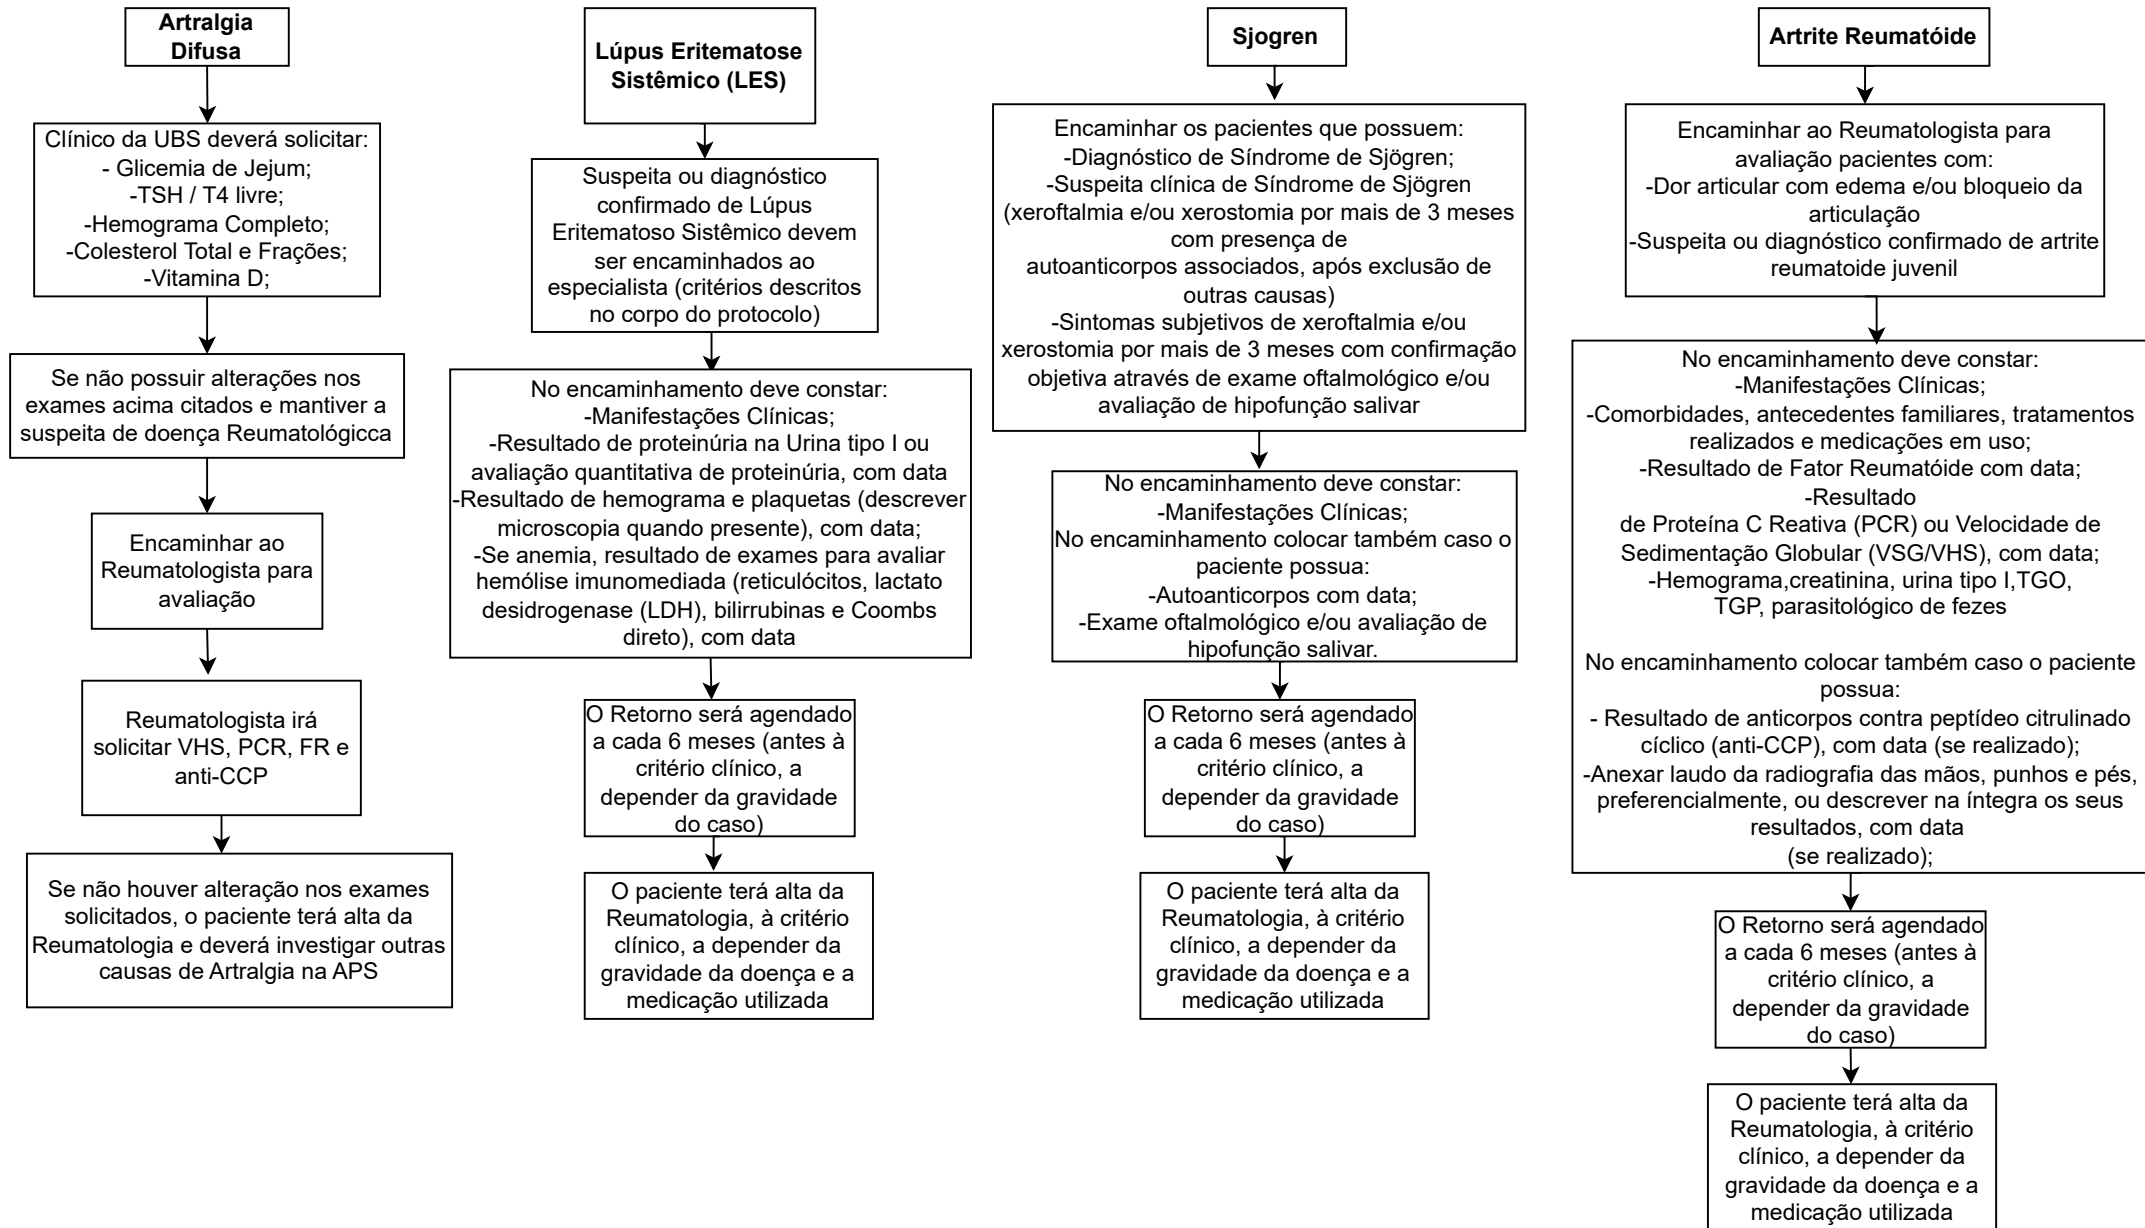 Artralgia
Difusa
Clínico da UBS deverá solicitar:
- Glicemia de Jejum;
-TSH / T4 livre;
-Hemograma Completo;
-Colesterol Total e Frações;
-Vitamina D;
Se não possuir alterações nos
exames acima citados e mantiver a
suspeita de doença Reumatológicca
Encaminhar ao
Reumatologista para
avaliação
Reumatologista irá
solicitar VHS, PCR, FR e
anti-CCP
Se não houver alteração nos exames
solicitados, o paciente terá alta da
Reumatologia e deverá investigar outras
causas de Artralgia na APS
Lúpus Eritematose
Sistêmico (LES)
Suspeita ou diagnóstico
confirmado de Lúpus
Eritematoso Sistêmico devem
ser encaminhados ao
especialista (critérios descritos
no corpo do protocolo)
No encaminhamento deve constar:
-Manifestações Clínicas;
-Resultado de proteinúria na Urina tipo I ou
avaliação quantitativa de proteinúria, com data
-Resultado de hemograma e plaquetas (descrever
microscopia quando presente), com data;
-Se anemia, resultado de exames para avaliar
hemólise imunomediada (reticulócitos, lactato
desidrogenase (LDH), bilirrubinas e Coombs
direto), com data
O Retorno será agendado
a cada 6 meses (antes à
critério clínico, a
depender da gravidade
do caso)
O paciente terá alta da
Reumatologia, à critério
clínico, a depender da
gravidade da doença e a
medicação utilizada
Sjogren
Encaminhar os pacientes que possuem:
-Diagnóstico de Síndrome de Sjögren;
-Suspeita clínica de Síndrome de Sjögren
(xeroftalmia e/ou xerostomia por mais de 3 meses
com presença de
autoanticorpos associados, após exclusão de
outras causas)
-Sintomas subjetivos de xeroftalmia e/ou
xerostomia por mais de 3 meses com confirmação
objetiva através de exame oftalmológico e/ou
avaliação de hipofunção salivar
No encaminhamento deve constar:
-Manifestações Clínicas;
No encaminhamento colocar também caso o
paciente possua:
-Autoanticorpos com data;
-Exame oftalmológico e/ou avaliação de
hipofunção salivar.
O Retorno será agendado
a cada 6 meses (antes à
critério clínico, a
depender da gravidade
do caso)
O paciente terá alta da
Reumatologia, à critério
clínico, a depender da
gravidade da doença e a
medicação utilizada
Artrite Reumatóide
Encaminhar ao Reumatologista para
avaliação pacientes com:
-Dor articular com edema e/ou bloqueio da
articulação
-Suspeita ou diagnóstico confirmado de artrite
reumatoide juvenil
No encaminhamento deve constar:
-Manifestações Clínicas;
-Comorbidades, antecedentes familiares, tratamentos
realizados e medicações em uso;
-Resultado de Fator Reumatóide com data;
-Resultado
de Proteína C Reativa (PCR) ou Velocidade de
Sedimentação Globular (VSG/VHS), com data;
-Hemograma,creatinina, urina tipo I,TGO,
TGP, parasitológico de fezes
No encaminhamento colocar também caso o paciente
possua:
- Resultado de anticorpos contra peptídeo citrulinado
cíclico (anti-CCP), com data (se realizado);
-Anexar laudo da radiografia das mãos, punhos e pés,
preferencialmente, ou descrever na íntegra os seus
resultados, com data
(se realizado);
O Retorno será agendado
a cada 6 meses (antes à
critério clínico, a
depender da gravidade
do caso)
O paciente terá alta da
Reumatologia, à critério
clínico, a depender da
gravidade da doença e a
medicação utilizada